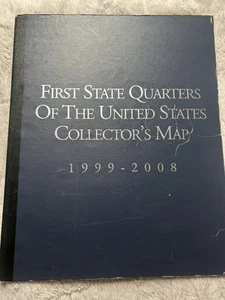 FIRST STATE QUARTERS
OF THE UNITED STATES
COLLECTOR'S MAP
1999-2008